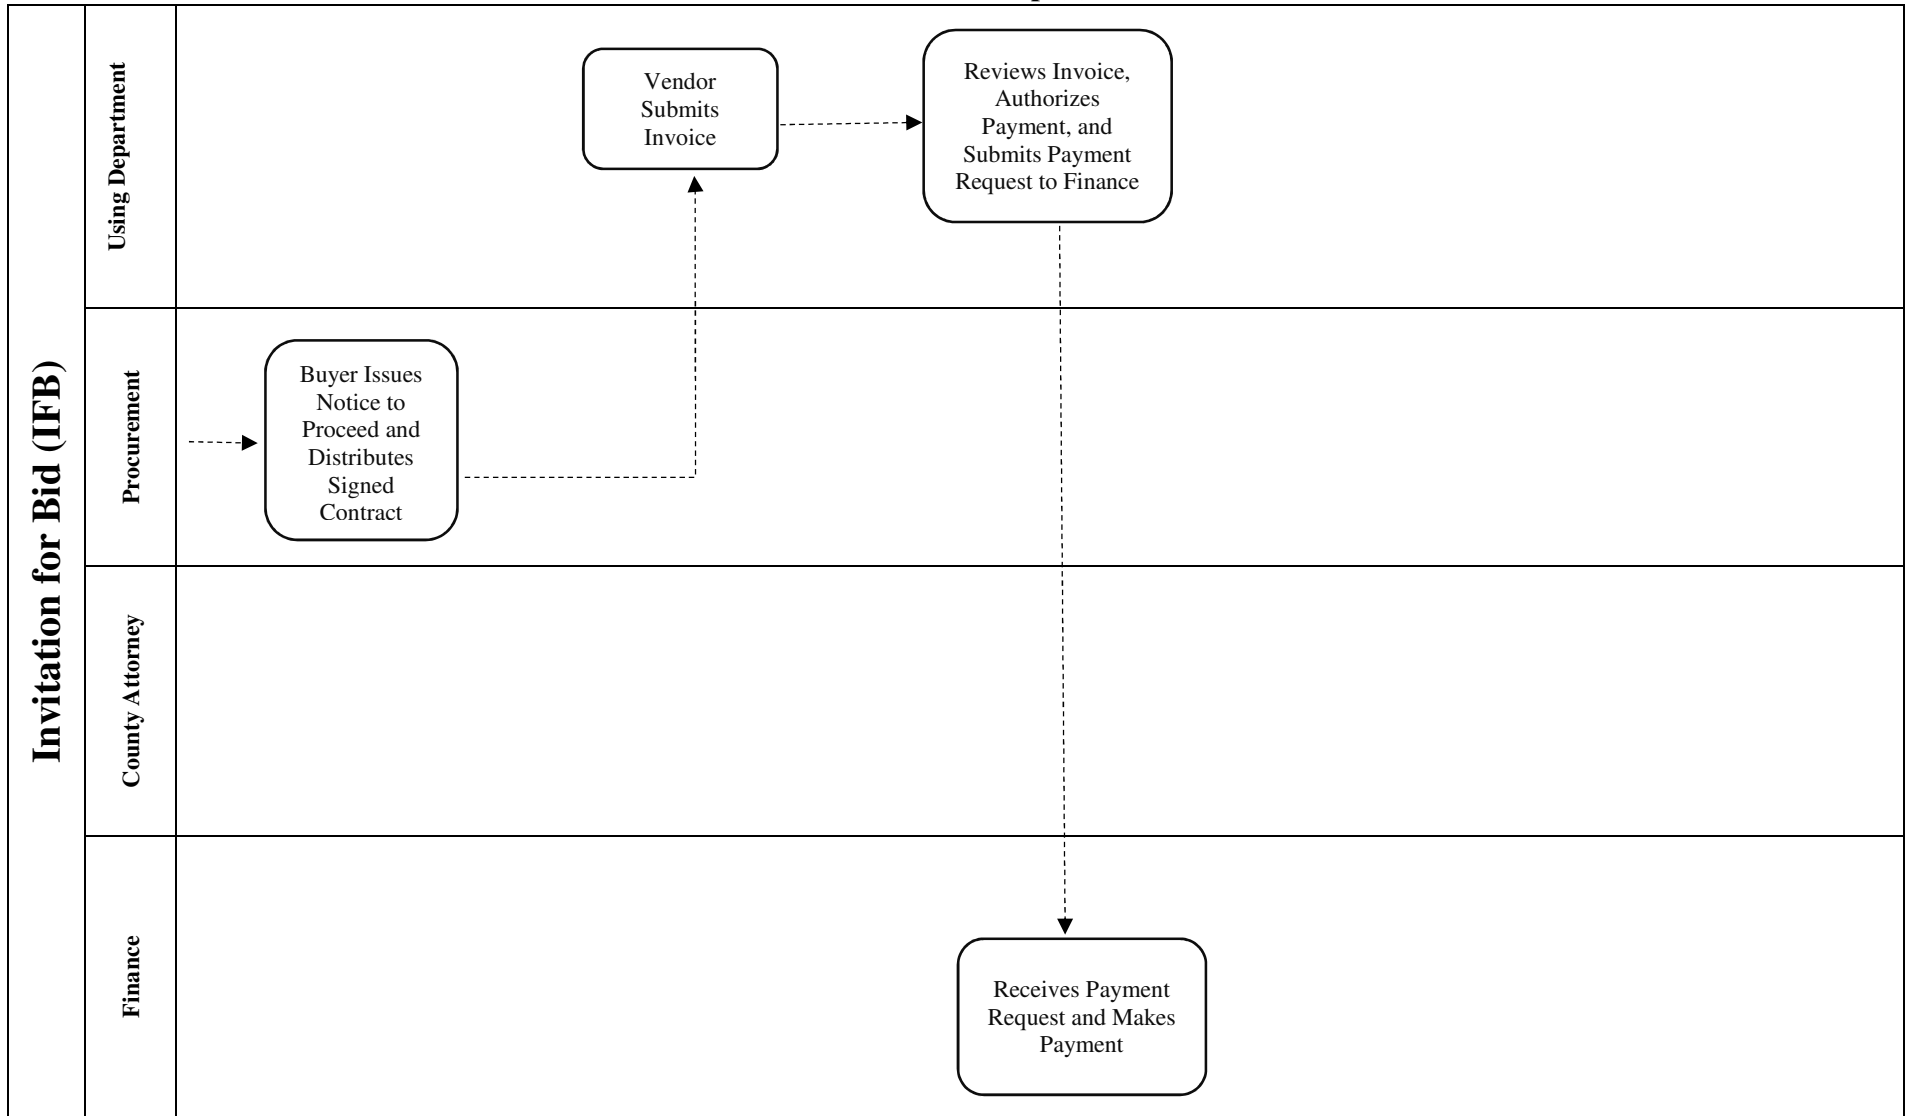 Invitation for Bid (IFB)
Using Department
Vendor
Submits
Invoice
Reviews Invoice,
Authorizes
Payment, and
Submits Payment
Request to Finance
Procurement
Buyer Issues
Notice to
Proceed and
Distributes
Signed
Contract
County Attorney
Finance
Receives Payment
Request and Makes
Payment